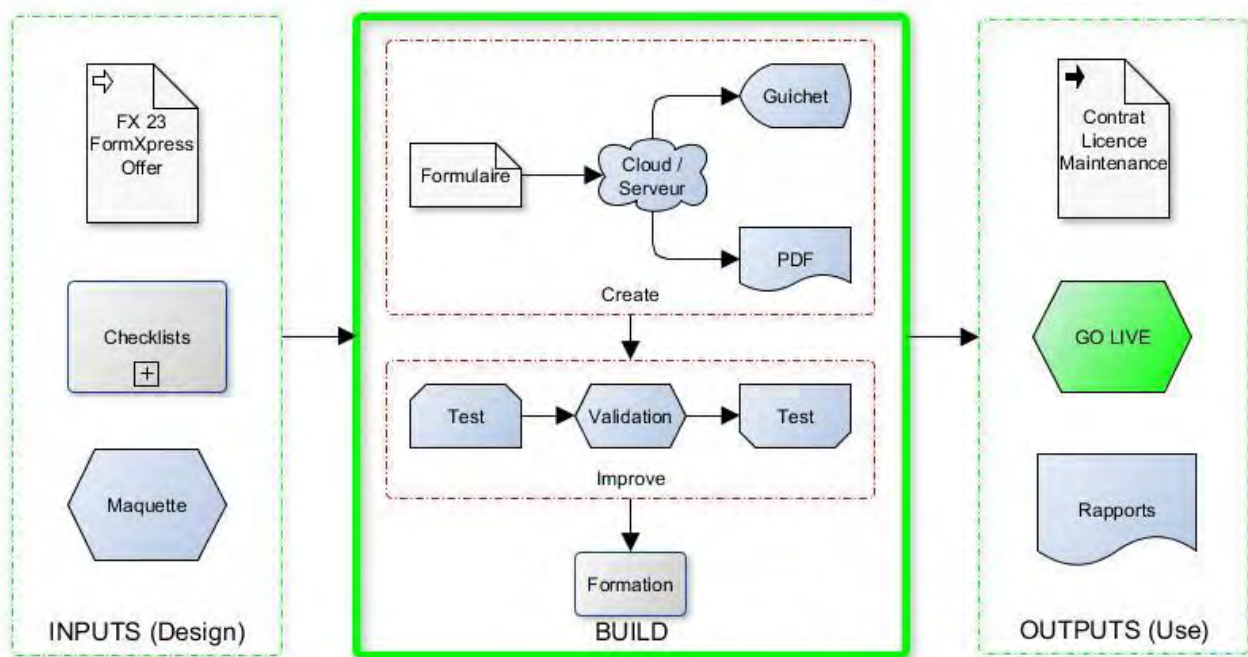 FX 23
FormXpress
Offer
Checklists
Maquette
INPUTS (Design)
Formulaire
Cloud /
Serveur
Guichet
PDF
Create
Test
Validation
Test
Improve
Formation
BUILD
Contrat
Licence
Maintenance
GO LIVE
Rapports
OUTPUTS (Use)